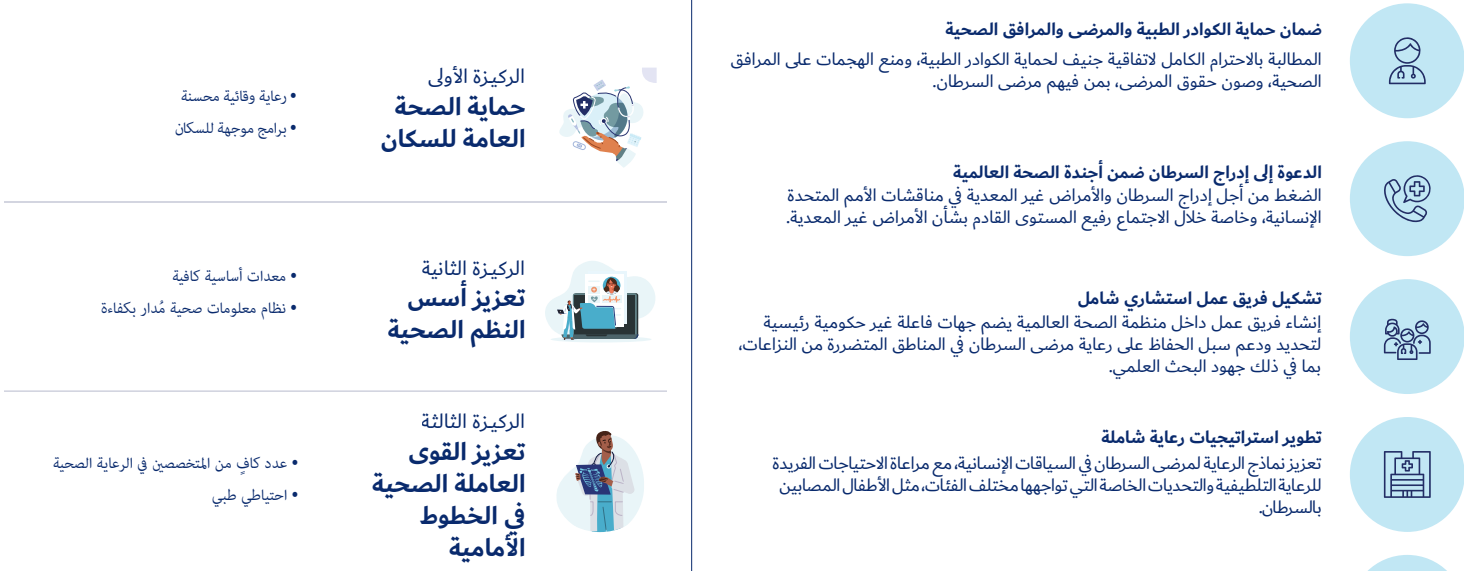 ضمان حماية الكوادر الطبية والمرضى والمرافق الصحية
المطالبة بالاحترام الكامل لاتفاقية جنيف لحماية الكوادر الطبية، ومنع الهجمات على المرافق
الصحية، وصون حقوق المرضى، بمن فيهم مرضى السرطان.
الدعوة إلى إدراج السرطان ضمن أجندة الصحة العالمية
الضغط من أجل إدراج السرطان والأمراض غير المعدية في مناقشات الأمم المتحدة
الإنسانية، وخاصة خلال الاجتماع رفيع المستوى القادم بشأن الأمراض غير المعدية.
تشكيل فريق عمل استشاري شامل
إنشاء فريق عمل داخل منظمة الصحة العالمية يضم جهات فاعلة غير حكومية رئيسية
لتحديد ودعم سبل الحفاظ على رعاية مرضى السرطان في المناطق المتضررة من النزاعات،
بما في ذلك جهود البحث العلمي.
تطوير استراتيجيات رعاية شاملة
تعزيز نماذج الرعاية لمرضى السرطان في السياقات الإنسانية، مع مراعاة الاحتياجات الفريدة
للرعاية التلطيفية والتحديات الخاصة التي تواجهها مختلف الفئات، مثل الأطفال المصابين
بالسرطان.
الركيزة الأولى
حماية الصحة
العامة للسكان
• رعاية وقائية محسنة
• برامج موجهة للسكان
الركيزة الثانية
تعزيز أسس
النظم الصحية
• معدات أساسية كافية
• نظام معلومات صحية مُدار بكفاءة
الركيزة الثالثة
تعزيز القوى
العاملة الصحية
في الخطوط
الأمامية
• عدد كافٍ من المتخصصين في الرعاية الصحية
• احتياطي طبي